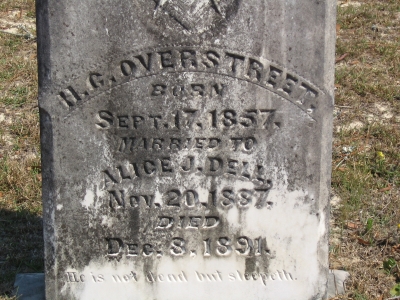 H. C. OVERSTREET.
BORN
SEPT. 17, 1857.
MARRIED TO
ALICE J. DELL,
NOV. 20, 1887.
DIED
DEC. 8, 1891.
He is not dead but sleepeth.